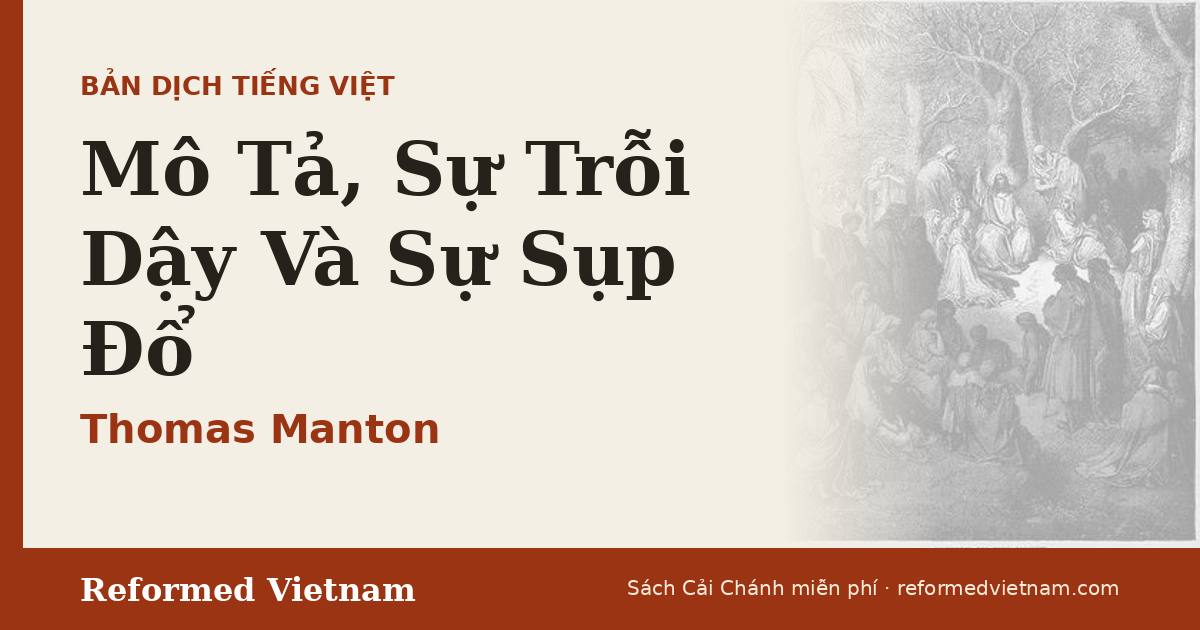 BẢN DỊCH TIẾNG VIỆT
Mô Tả, Sự Trỗi
Dậy Và Sự Sụp
Đổ
Thomas Manton
Reformed Vietnam
Sách Cải Chánh miễn phí · reformedvietnam.com